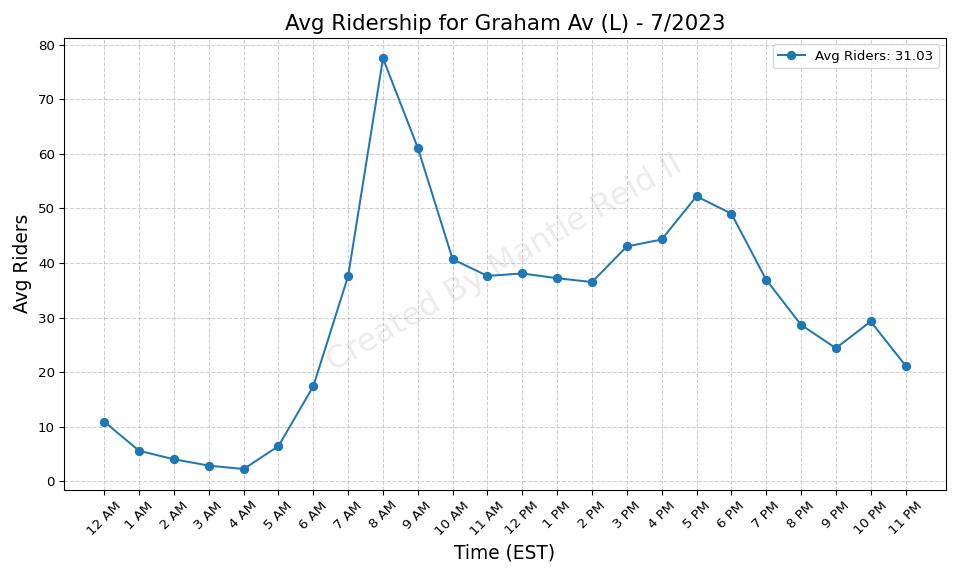 Avg Ridership for Graham Av (L) - 7/2023
Avg Riders: 31.03
80
70
60
50
40
30
20
10
0
Avg Riders
Created By Mantie Reid II
12 AM
1 AM
2 AM
3 AM
4 AM
5 AM
6 AM
7 AM
8 AM
9 AM
10 AM
11 AM
12 PM
1 PM
2 PM
3 PM
4 PM
5 PM
6 PM
7 PM
8 PM
9 PM
10 PM
11 PM
Time (EST)